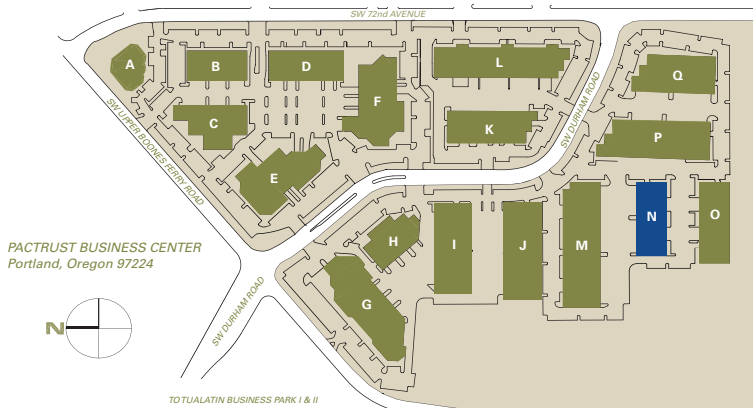 SW 72nd AVENUE
A
B
D
L
Q
F
C
K
P
SW DURHAM ROAD
SW UPPER BOONES FERRY ROAD
E
N
O
H
I
J
M
PACTRUST BUSINESS CENTER
Portland, Oregon 97224
G
SW DURHAM ROAD
N
TO TUALATIN BUSINESS PARK I & II